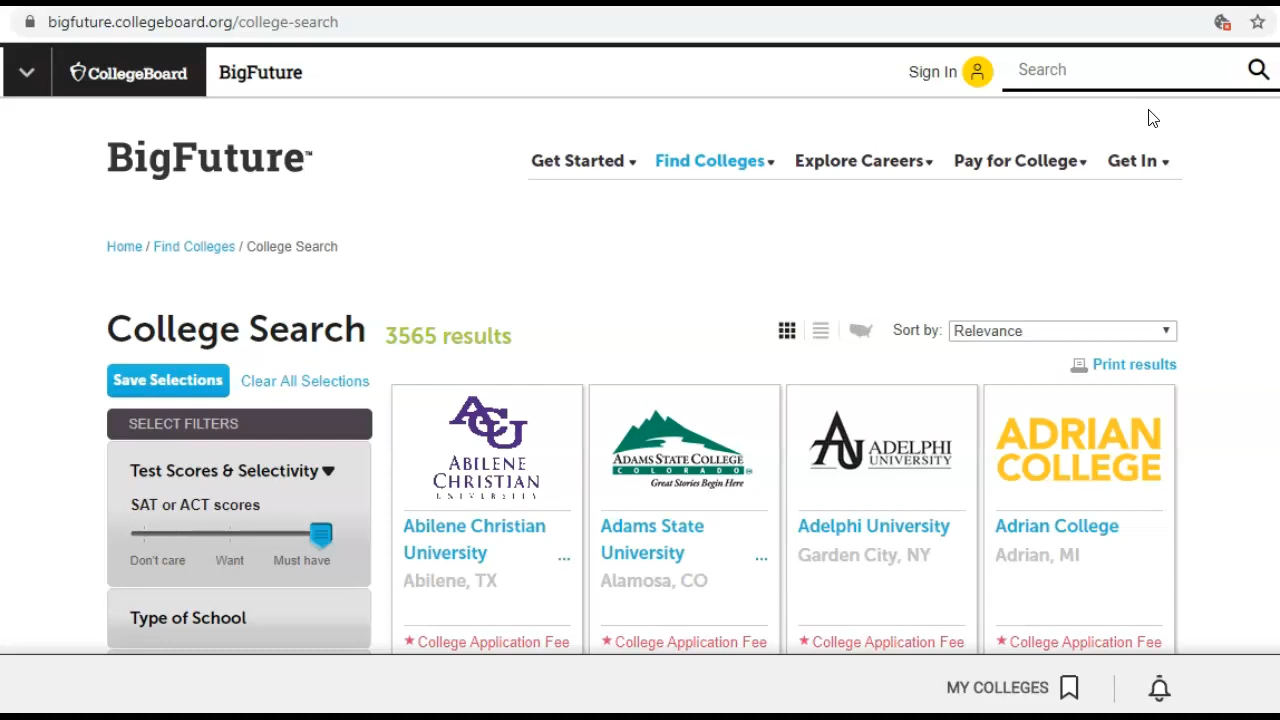 bigfuture.collegeboard.org/college-search
CollegeBoard BigFuture Sign In Search
BigFuture™
Get Started Find Colleges Explore Careers Pay for College Get In
Home / Find Colleges / College Search
College Search 3565 results Sort by: Relevance
Print results
Save Selections Clear All Selections
SELECT FILTERS
Test Scores & Selectivity
SAT or ACT scores
Don't care Want Must have
Type of School
ACU
ABILENE
CHRISTIAN
UNIVERSITY
Abilene Christian
University ...
Abilene, TX
★ College Application Fee
ADAMS STATE COLLEGE
COLORADO
Great Stories Begin Here
Adams State
University ...
Alamosa, CO
★ College Application Fee
AU ADELPHI
UNIVERSITY
Adelphi University
Garden City, NY
★ College Application Fee
ADRIAN
COLLEGE
Adrian College
Adrian, MI
★ College Application Fee
MY COLLEGES